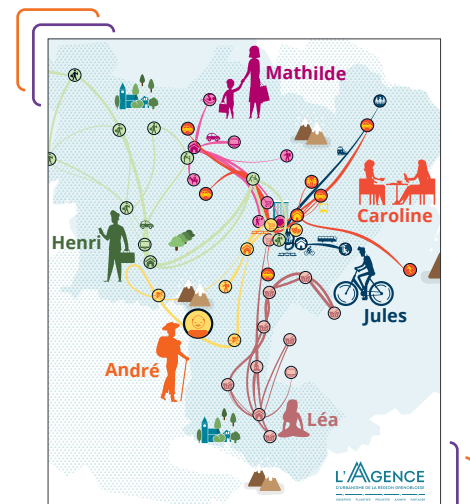 Mathilde
Caroline
Henri
Jules
André
Léa
L'AGENCE
D'URBANISME DE LA RÉGION GRENOBLOISE